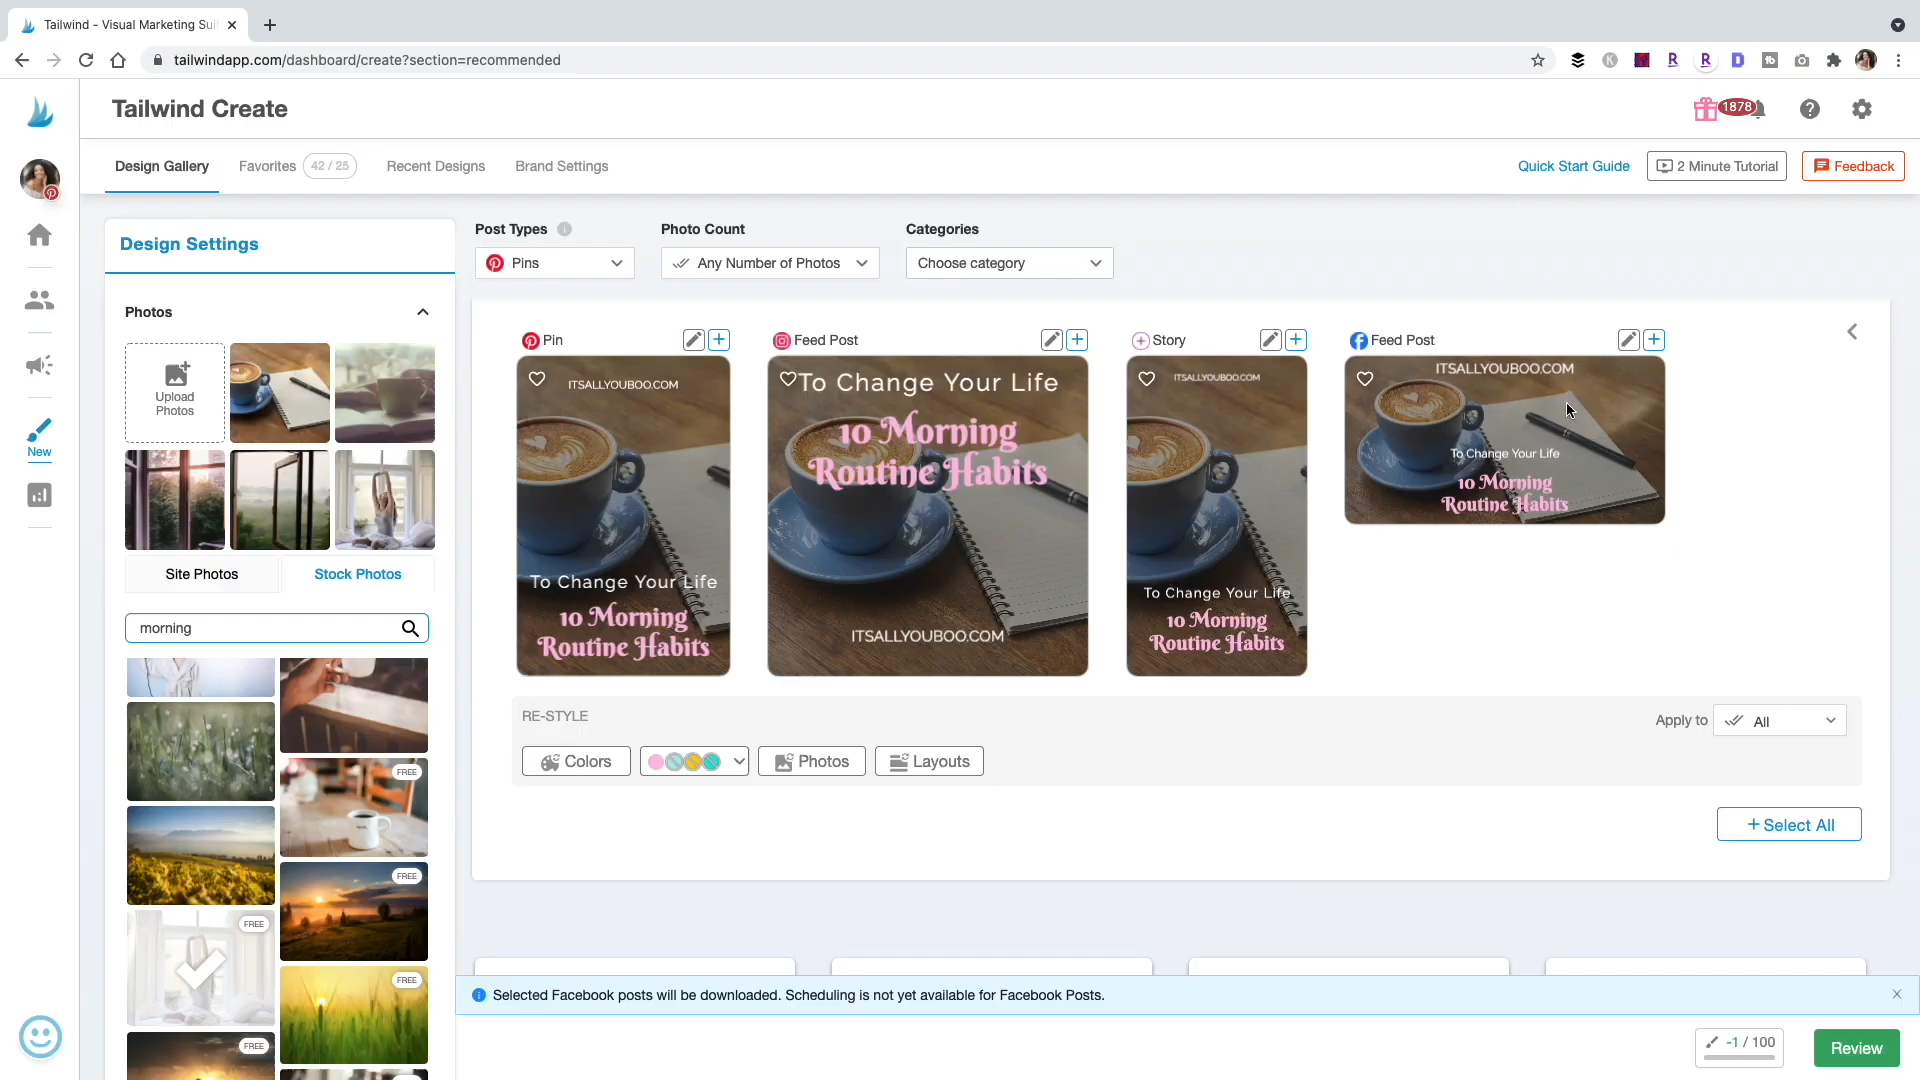 Tailwind - Visual Marketing Sui
tailwindapp.com/dashboard/create?section=recommended
Tailwind Create
1878
Design Gallery
Favorites
42 / 25
Recent Designs
Brand Settings
Quick Start Guide
2 Minute Tutorial
Feedback
New
Design Settings
Photos
Upload
Photos
Site Photos
Stock Photos
morning
FREE
FREE
FREE
FREE
FREE
Post Types
Pins
Photo Count
Any Number of Photos
Categories
Choose category
Pin
ITSALLYOUBOO.COM
To Change Your Life
10 Morning
Routine Habits
Feed Post
To Change Your Life
10 Morning
Routine Habits
ITSALLYOUBOO.COM
Story
ITSALLYOUBOO.COM
To Change Your Life
10 Morning
Routine Habits
Feed Post
ITSALLYOUBOO.COM
To Change Your Life
10 Morning
Routine Habits
RE-STYLE
Apply to
All
Colors
Photos
Layouts
+ Select All
Selected Facebook posts will be downloaded. Scheduling is not yet available for Facebook Posts.
-1 / 100
Review